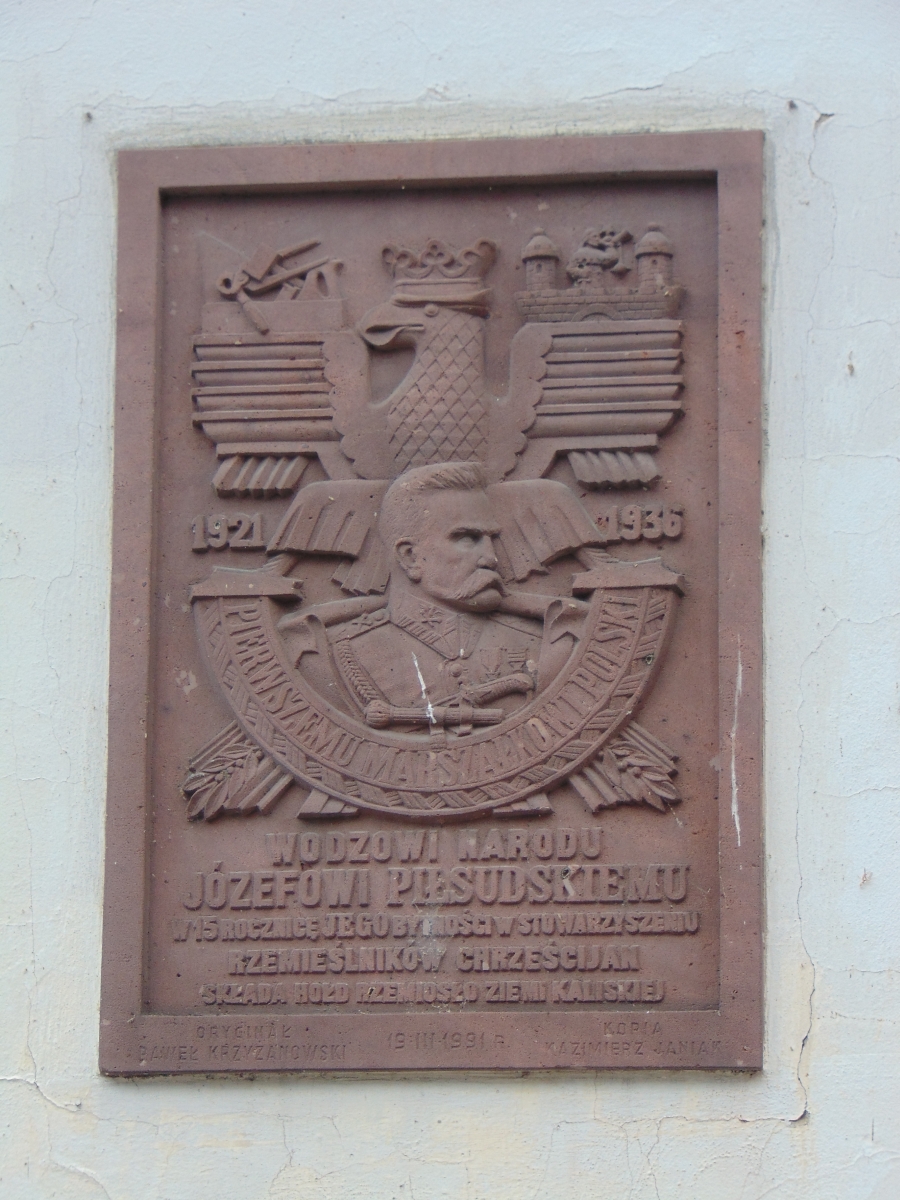 1921 1936
PIERWSZEMU MARSZAŁKOWI POLSKI
WODZOWI NARODU
JÓZEFOWI PIŁSUDSKIEMU
W 15 ROCZNICĘ JEGO BYTNOŚCI W STOWARZYSZENIU
RZEMIEŚLNIKÓW CHRZEŚCIJAN
SKŁADA HOŁD RZEMIOSŁO ZIEMI KALISKIEJ
ORYGINAŁ
PAWEŁ KRZYŻANOWSKI
19·III·1991 R.
KOPIA
KAZIMIERZ JANIAK